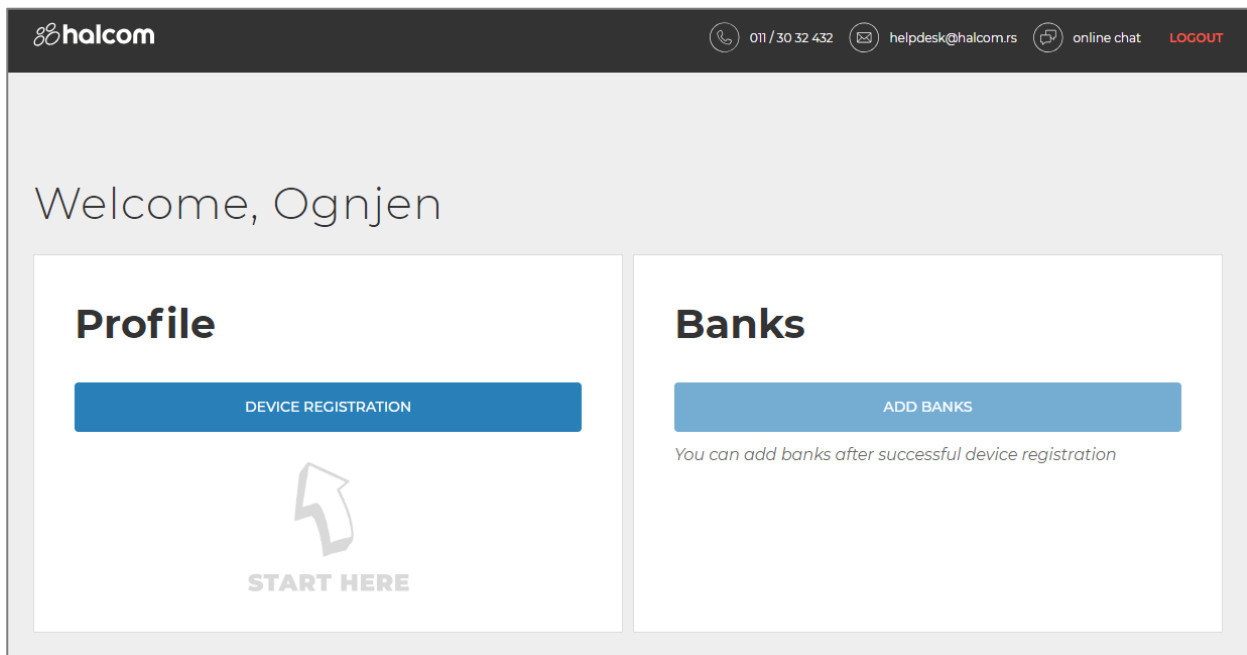 halcom
011 / 30 32 432 helpdesk@halcom.rs online chat LOGOUT
Welcome, Ognjen
Profile
DEVICE REGISTRATION
START HERE
Banks
ADD BANKS
You can add banks after successful device registration